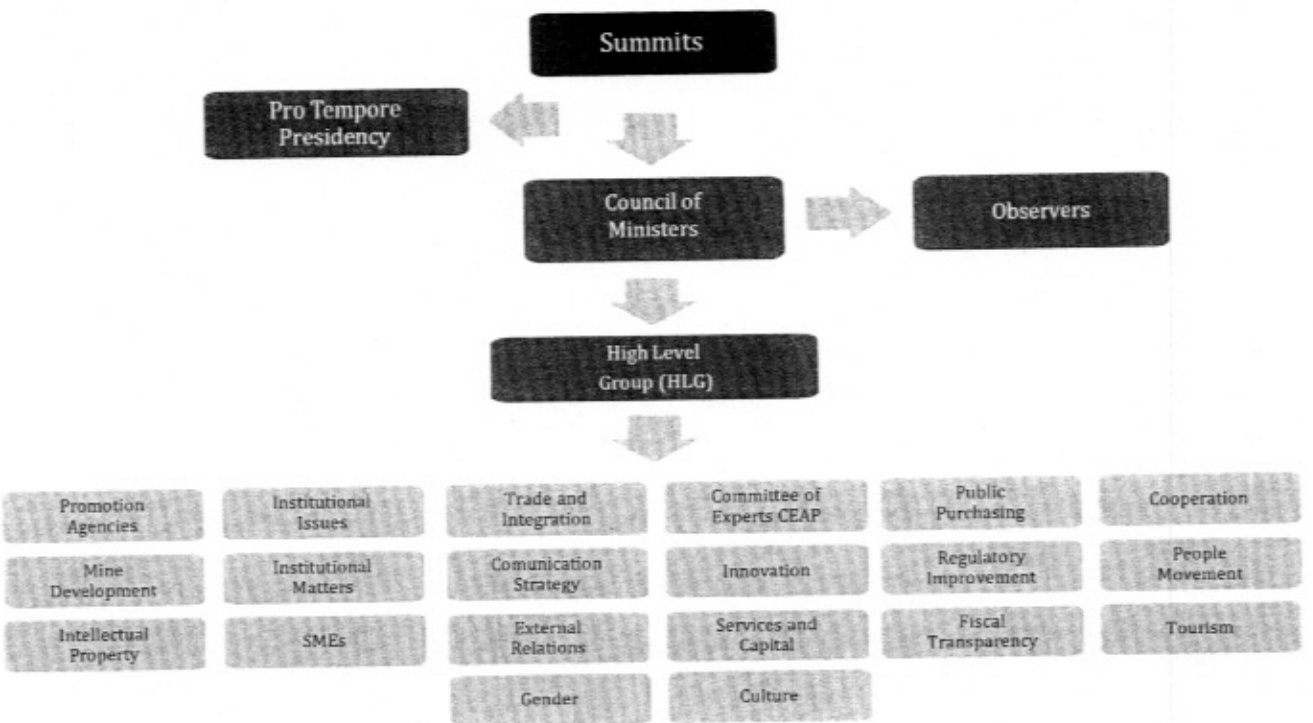 Summits
Pro Tempore
Presidency
Council of
Ministers
Observers
High Level
Group (HLG)
Promotion
Agencies
Institutional
Issues
Trade and
Integration
Committee of
Experts CEAP
Public
Purchasing
Cooperation
Mine
Development
Institutional
Matters
Comunication
Strategy
Innovation
Regulatory
Improvement
People
Movement
Intellectual
Property
SMEs
External
Relations
Services and
Capital
Fiscal
Transparency
Tourism
Gender
Culture